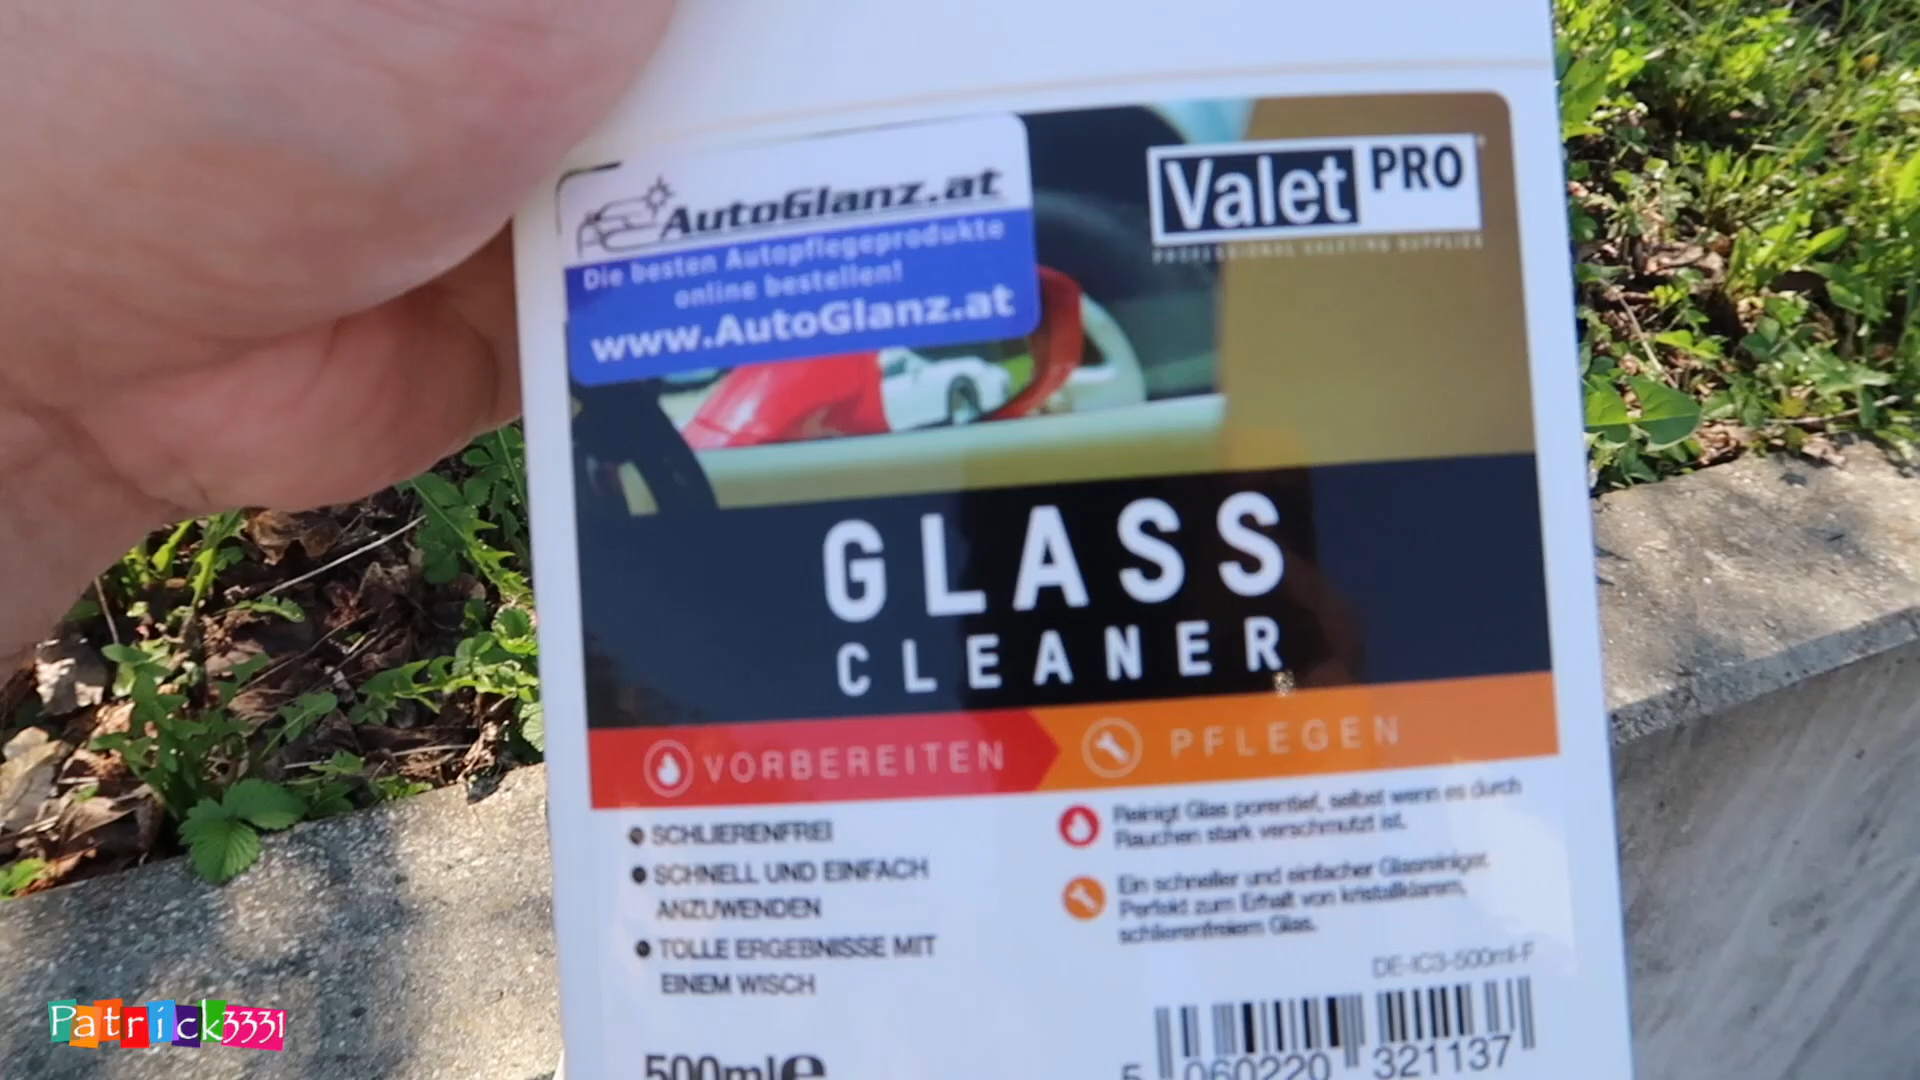 AutoGlanz.at
Die besten Autopflegeprodukte
online bestellen!
www.AutoGlanz.at
Valet PRO
PROFESSIONAL VALETING SUPPLIES
GLASS
CLEANER
VORBEREITEN
PFLEGEN
● SCHLIERENFREI
● SCHNELL UND EINFACH
ANZUWENDEN
● TOLLE ERGEBNISSE MIT
EINEM WISCH
Reinigt Glas porentief, selbst wenn es durch
Rauchen stark verschmutzt ist.
Ein schneller und einfacher Glasreiniger.
Perfekt zum Erhalt von kristallklarem,
schlierenfreiem Glas.
DE-IC3-500ml-F
500ml e
5 060220 321137
Patrick3331